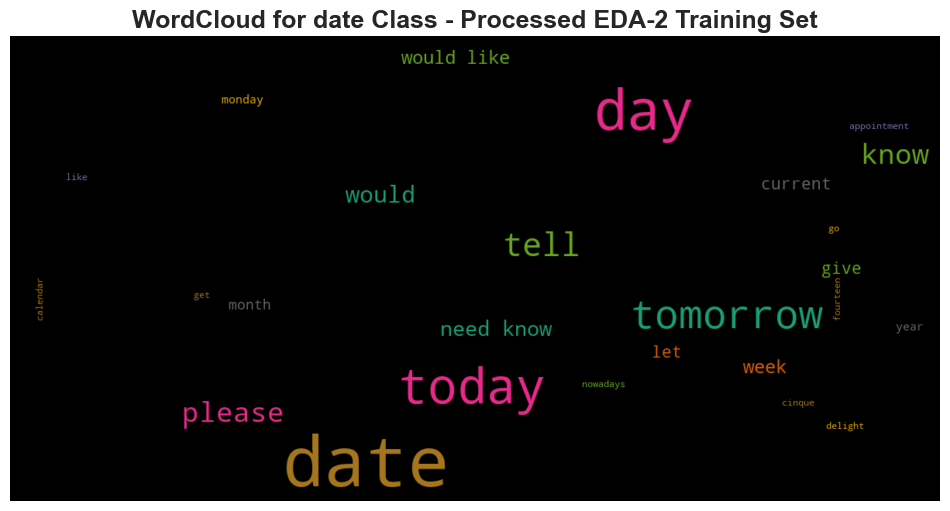 WordCloud for date Class - Processed EDA-2 Training Set
would like
monday
day
appointment
know
like
current
would
go
tell
give
calendar
get
month
fourteen
tomorrow
year
need know
let
week
today
nowadays
cinque
please
delight
date